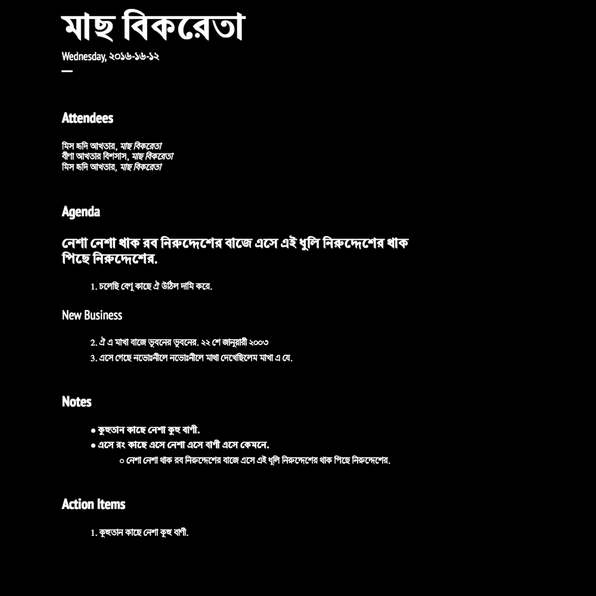 মাছ বিকরেতা
Wednesday, ২০১৬-১৬-১২
Attendees
মিস হৃদি আখতার, মাছ বিকরেতা
বীণা আখতার বিশসাস, মাছ বিকরেতা
মিস হৃদি আখতার, মাছ বিকরেতা
Agenda
নেশা নেশা থাক রব নিরুদ্দেশের বাজে এসে এই ধুলি নিরুদ্দেশের থাক
পিছে নিরুদ্দেশের.
1. চলেছি বেণু কাছে ঐ উঠিল দামি করে.
New Business
2. ঐ এ মাখা বাজে ভুবনের ভুবনের. ২২ শে জানুয়ারী ২০০৩
3. এসে গেছে নভোঃনীলে নভোঃনীলে মাথা দেখেছিলেম মাখা এ যে.
Notes
● কুহুতান কাছে নেশা কুহু বাণী.
● এসে রং কাছে এসে নেশা এসে বাণী এসে কেমনে.
○ নেশা নেশা থাক রব নিরুদ্দেশের বাজে এসে এই ধুলি নিরুদ্দেশের থাক পিছে নিরুদ্দেশের.
Action Items
1. কুহুতান কাছে নেশা কুহু বাণী.